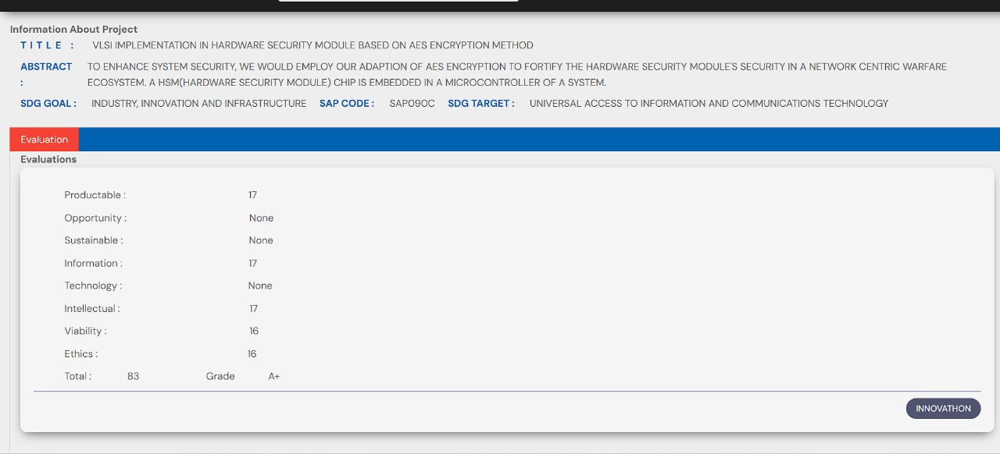 Information About Project
TITLE : VLSI IMPLEMENTATION IN HARDWARE SECURITY MODULE BASED ON AES ENCRYPTION METHOD
ABSTRACT : TO ENHANCE SYSTEM SECURITY, WE WOULD EMPLOY OUR ADAPTION OF AES ENCRYPTION TO FORTIFY THE HARDWARE SECURITY MODULE'S SECURITY IN A NETWORK CENTRIC WARFARE
ECOSYSTEM. A HSM(HARDWARE SECURITY MODULE) CHIP IS EMBEDDED IN A MICROCONTROLLER OF A SYSTEM.
SDG GOAL : INDUSTRY, INNOVATION AND INFRASTRUCTURE SAP CODE : SAP090C SDG TARGET : UNIVERSAL ACCESS TO INFORMATION AND COMMUNICATIONS TECHNOLOGY
Evaluation
Evaluations
Productable : 17
Opportunity : None
Sustainable : None
Information : 17
Technology : None
Intellectual : 17
Viability : 16
Ethics : 16
Total : 83 Grade A+
INNOVATHON